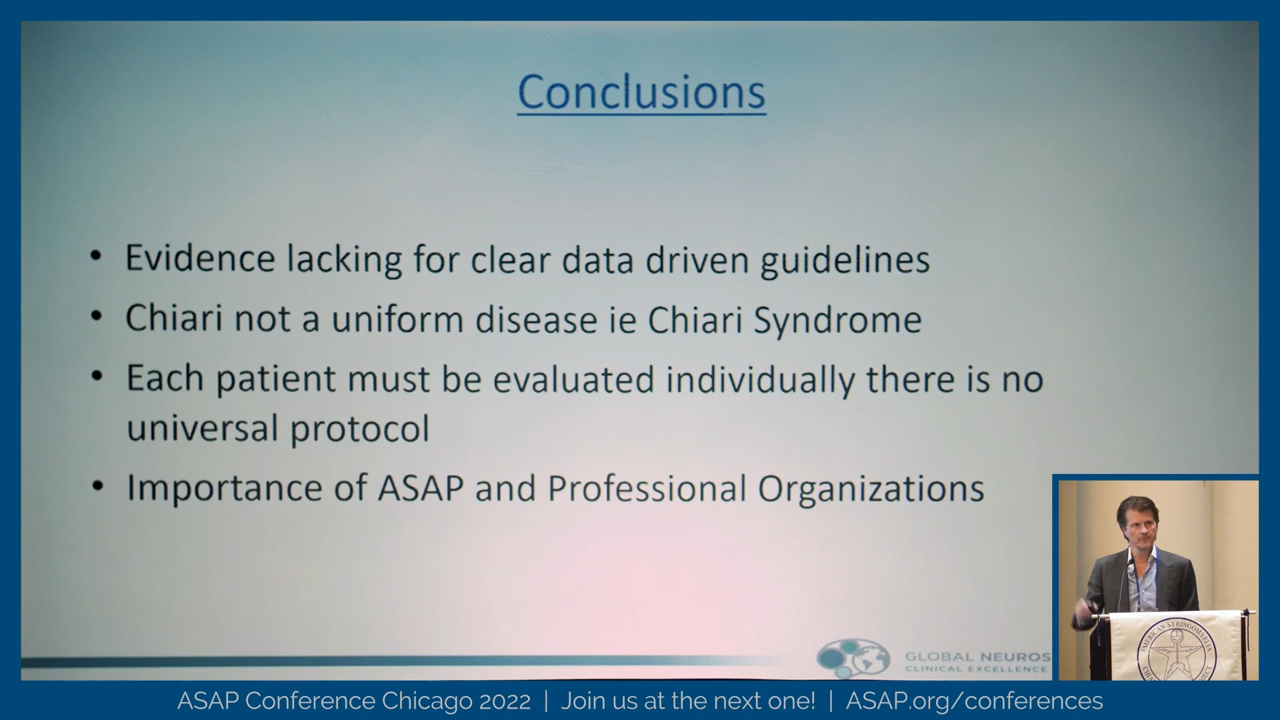 Conclusions
• Evidence lacking for clear data driven guidelines
• Chiari not a uniform disease ie Chiari Syndrome
• Each patient must be evaluated individually there is no
universal protocol
• Importance of ASAP and Professional Organizations
GLOBAL NEUROS
CLINICAL EXCELLENCE
AMERICAN SYRINGOMYELIA
ASAP Conference Chicago 2022 | Join us at the next one! | ASAP.org/conferences